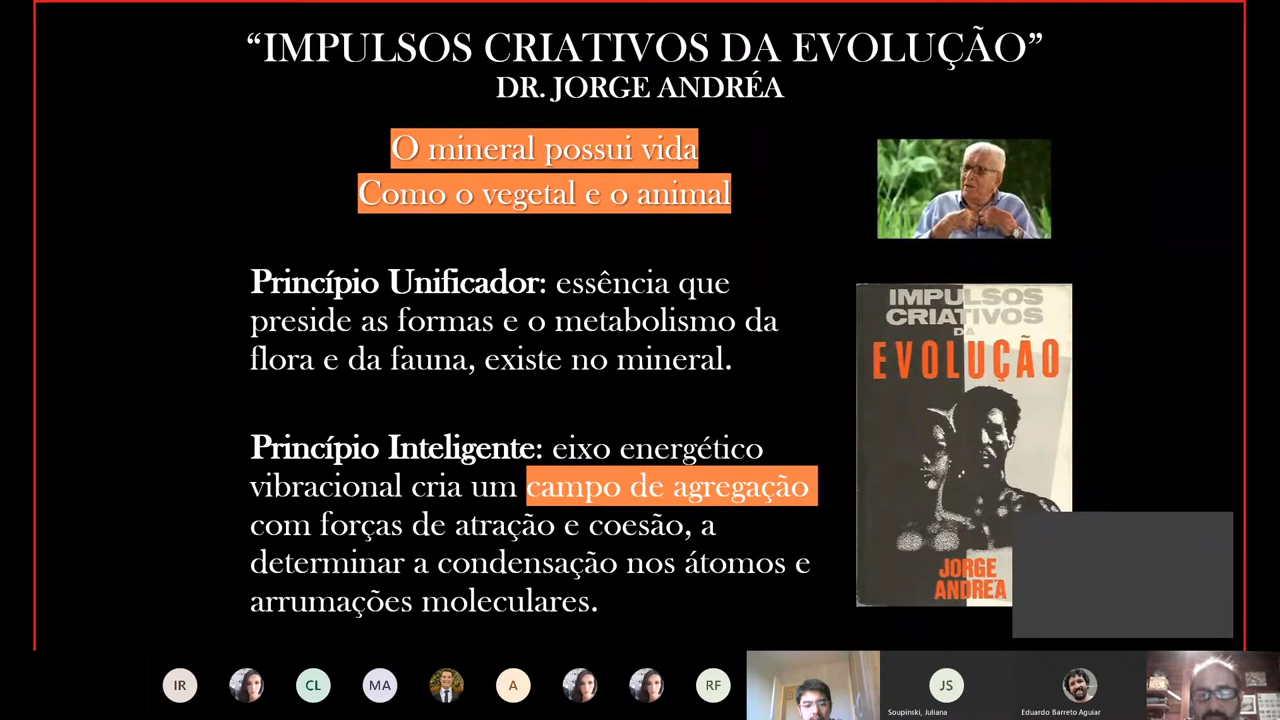 “IMPULSOS CRIATIVOS DA EVOLUÇÃO”
DR. JORGE ANDRÉA
O mineral possui vida
Como o vegetal e o animal
Princípio Unificador: essência que
preside as formas e o metabolismo da
flora e da fauna, existe no mineral.
Princípio Inteligente: eixo energético
vibracional cria um campo de agregação
com forças de atração e coesão, a
determinar a condensação nos átomos e
arrumações moleculares.
IMPULSOS
CRIATIVOS
DA
EVOLUÇÃO
JORGE
ANDRÉA
IR
CL
MA
A
RF
JS
Soupinski, Juliana
Eduardo Barreto Aguiar